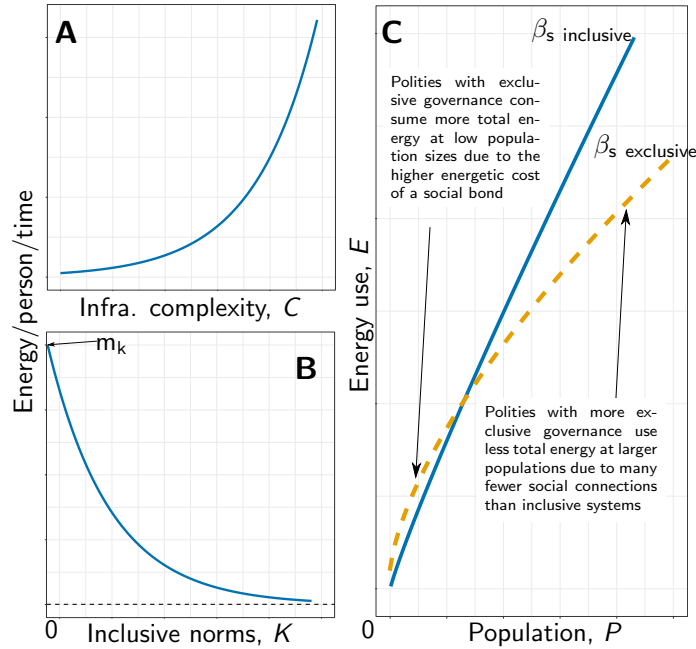 A
Energy/person/time
Infra. complexity, C
B
m_k
0
Inclusive norms, K
C
β_s inclusive
Polities with exclu-
sive governance con-
sume more total en-
ergy at low popula-
tion sizes due to the
higher energetic cost
of a social bond
β_s exclusive
Energy use, E
Polities with more ex-
clusive governance use
less total energy at larger
populations due to many
fewer social connections
than inclusive systems
0
Population, P